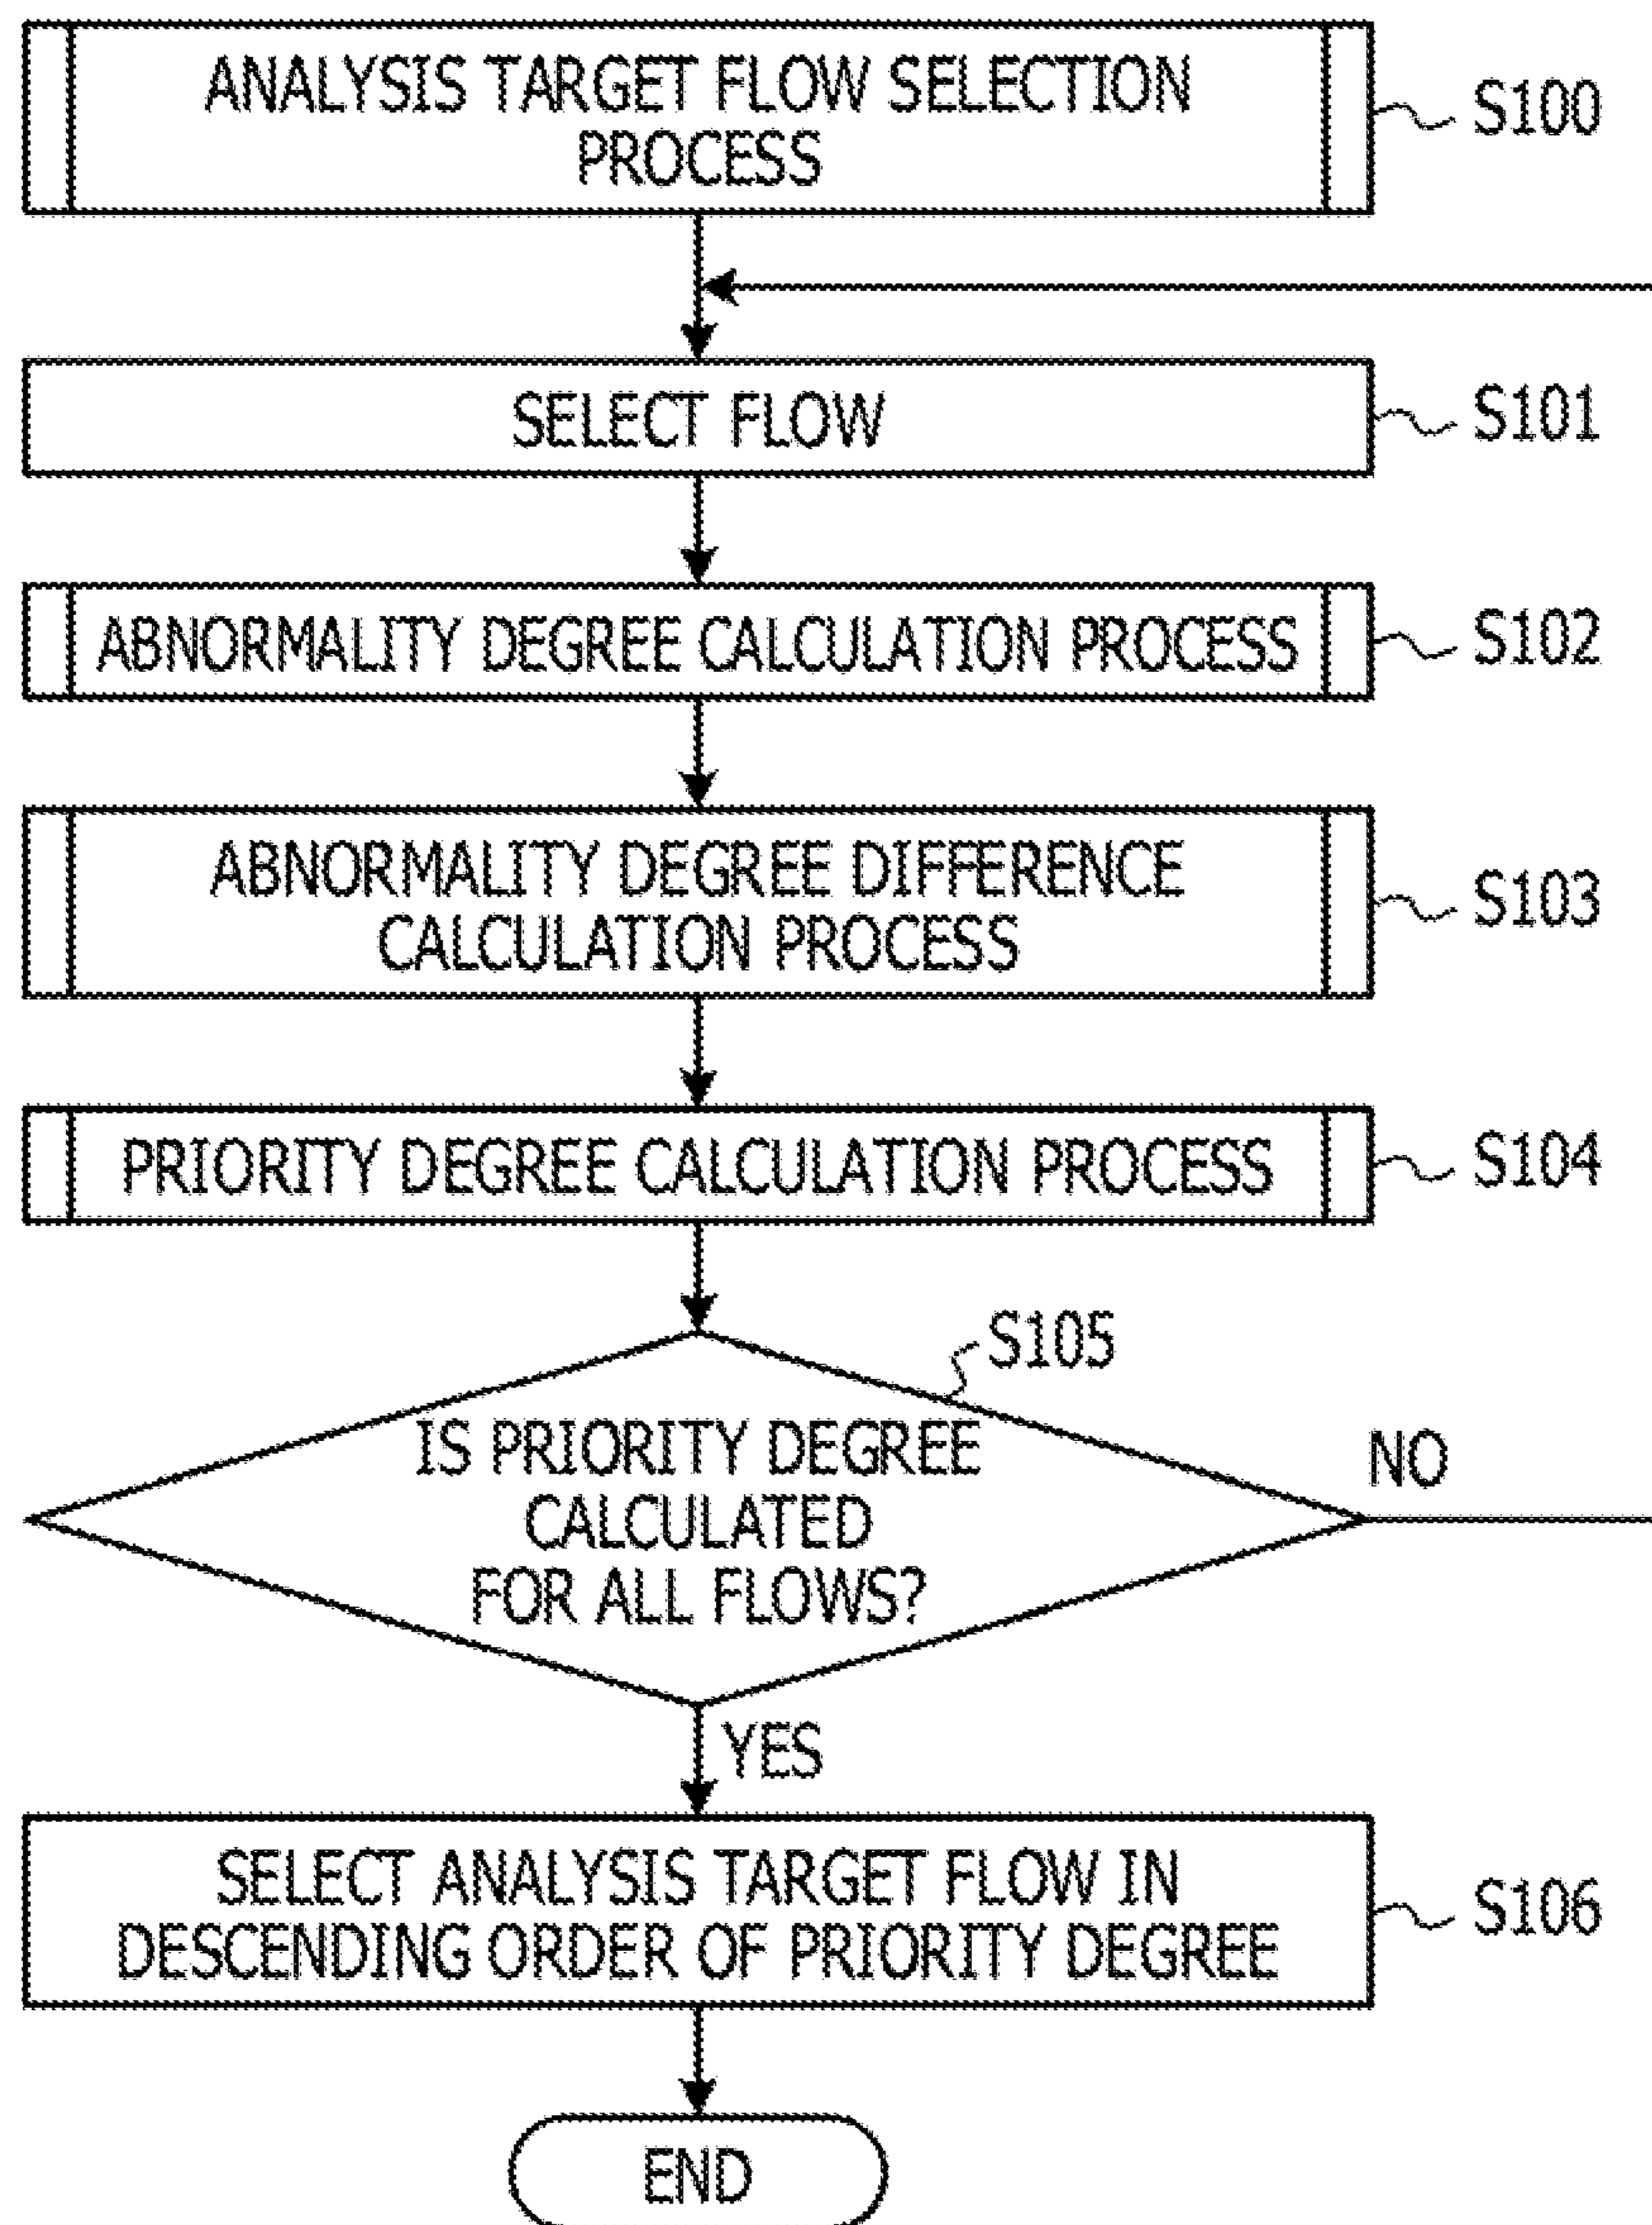 ANALYSIS TARGET FLOW SELECTION
PROCESS
S100
SELECT FLOW
S101
ABNORMALITY DEGREE CALCULATION PROCESS
S102
ABNORMALITY DEGREE DIFFERENCE
CALCULATION PROCESS
S103
PRIORITY DEGREE CALCULATION PROCESS
S104
S105
IS PRIORITY DEGREE
CALCULATED
FOR ALL FLOWS?
NO
YES
SELECT ANALYSIS TARGET FLOW IN
DESCENDING ORDER OF PRIORITY DEGREE
S106
END